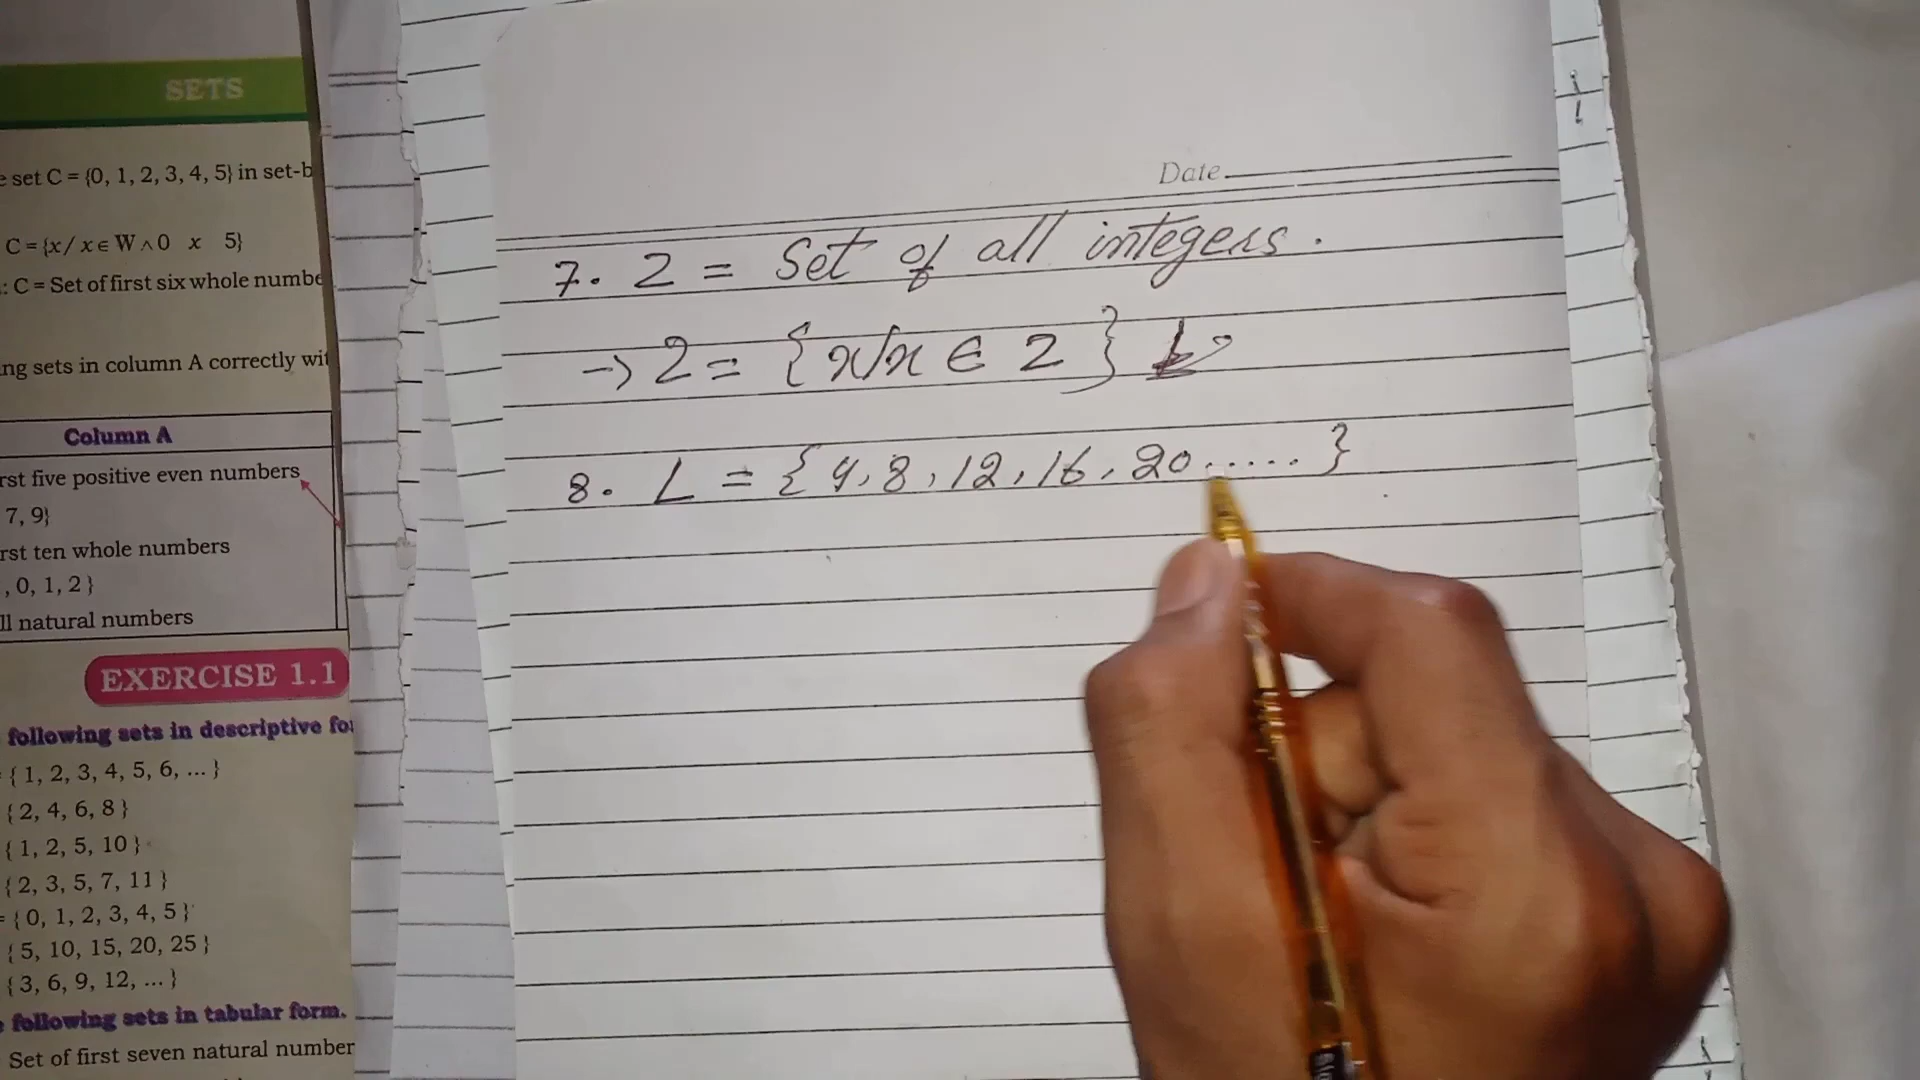 SETS
e set C = {0, 1, 2, 3, 4, 5} in set-b
C = {x/ x ∈ W ∧ 0 x 5}
: C = Set of first six whole numbe
ng sets in column A correctly wit
Column A
rst five positive even numbers
7, 9}
rst ten whole numbers
, 0, 1, 2 }
ll natural numbers
EXERCISE 1.1
following sets in descriptive for
= { 1, 2, 3, 4, 5, 6, ... }
{ 2, 4, 6, 8 }
{ 1, 2, 5, 10 }
{ 2, 3, 5, 7, 11 }
= { 0, 1, 2, 3, 4, 5 }
{ 5, 10, 15, 20, 25 }
{ 3, 6, 9, 12, ... }
e following sets in tabular form.
Set of first seven natural number
Date
7. Z = Set of all integers.
→ Z = { x/x ∈ Z }
8. L = { 4, 8, 12, 16, 20...... }